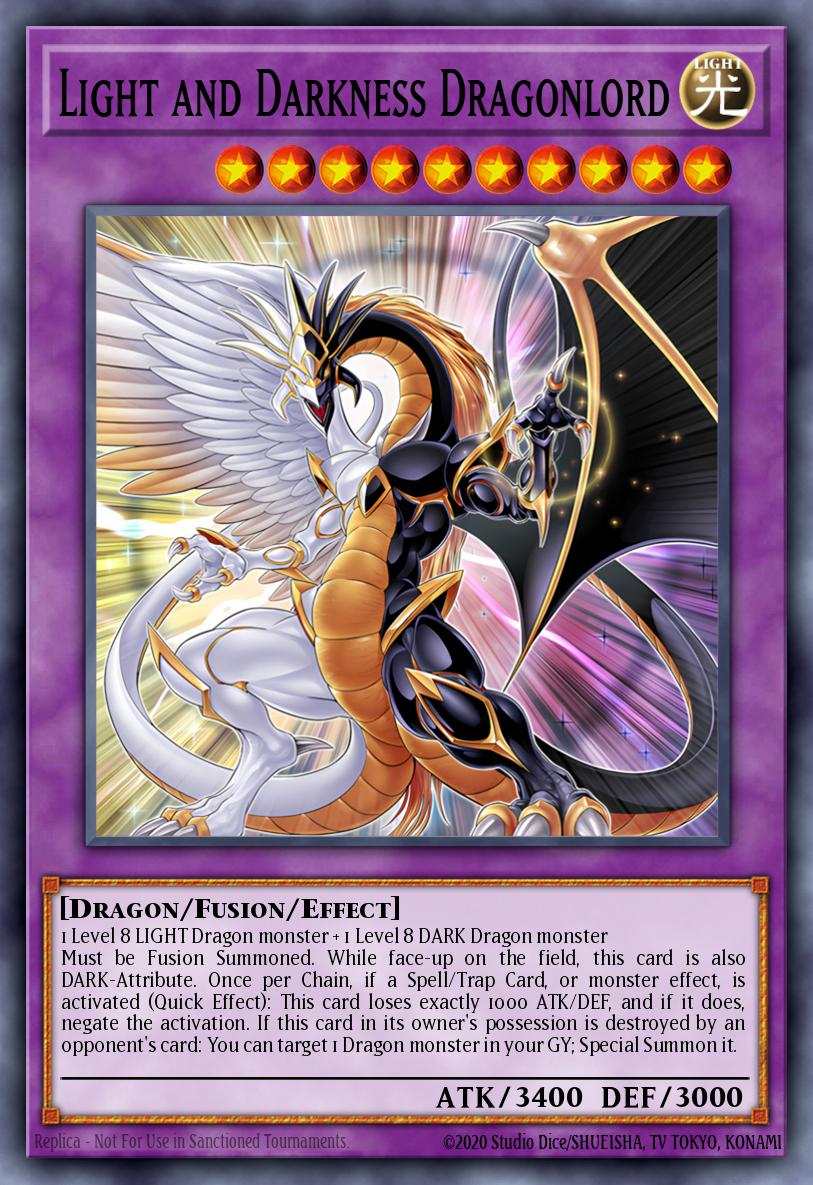 Light and Darkness Dragonlord
LIGHT
光
[Dragon/Fusion/Effect]
1 Level 8 LIGHT Dragon monster + 1 Level 8 DARK Dragon monster
Must be Fusion Summoned. While face-up on the field, this card is also
DARK-Attribute. Once per Chain, if a Spell/Trap Card, or monster effect, is
activated (Quick Effect): This card loses exactly 1000 ATK/DEF, and if it does,
negate the activation. If this card in its owner's possession is destroyed by an
opponent's card: You can target 1 Dragon monster in your GY; Special Summon it.
ATK/3400 DEF/3000
Replica - Not For Use in Sanctioned Tournaments.
©2020 Studio Dice/SHUEISHA, TV TOKYO, KONAMI